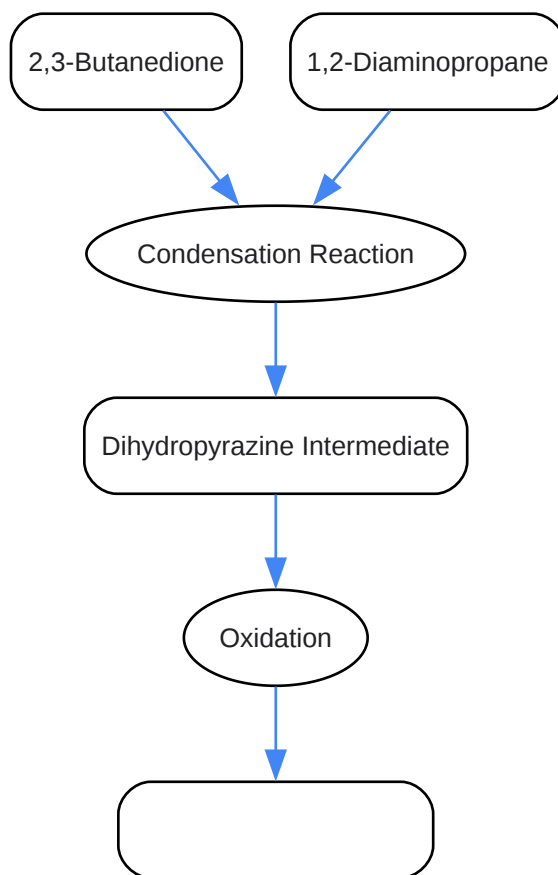 2,3-Butanedione
1,2-Diaminopropane
Condensation Reaction
Dihydropyrazine Intermediate
Oxidation